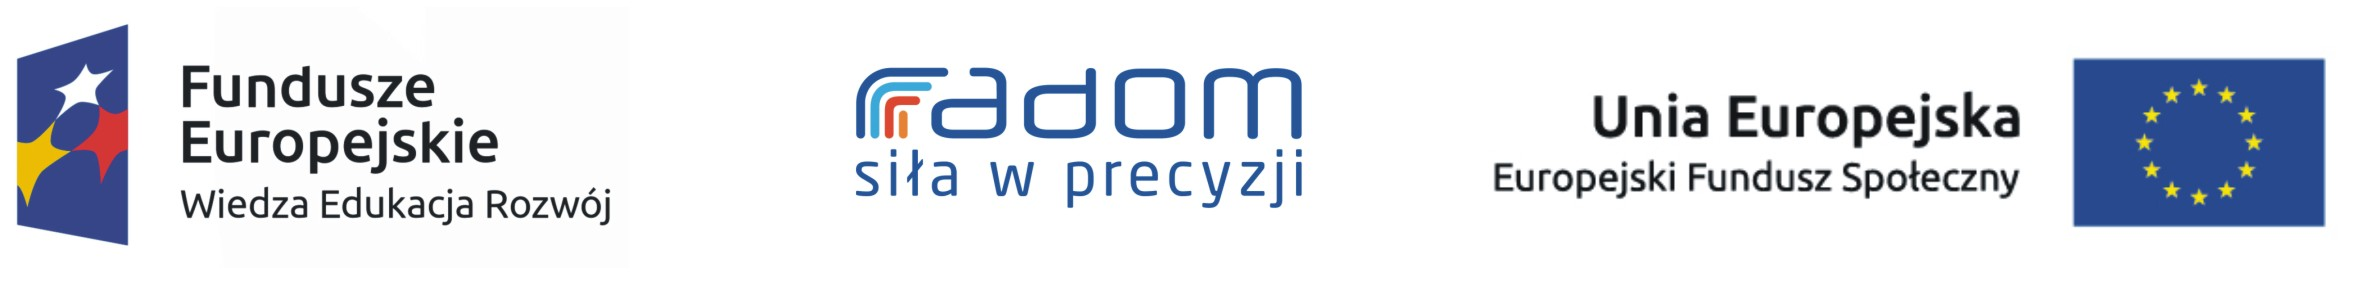 Fundusze
Europejskie
Wiedza Edukacja Rozwój
radom
siła w precyzji
Unia Europejska
Europejski Fundusz Społeczny